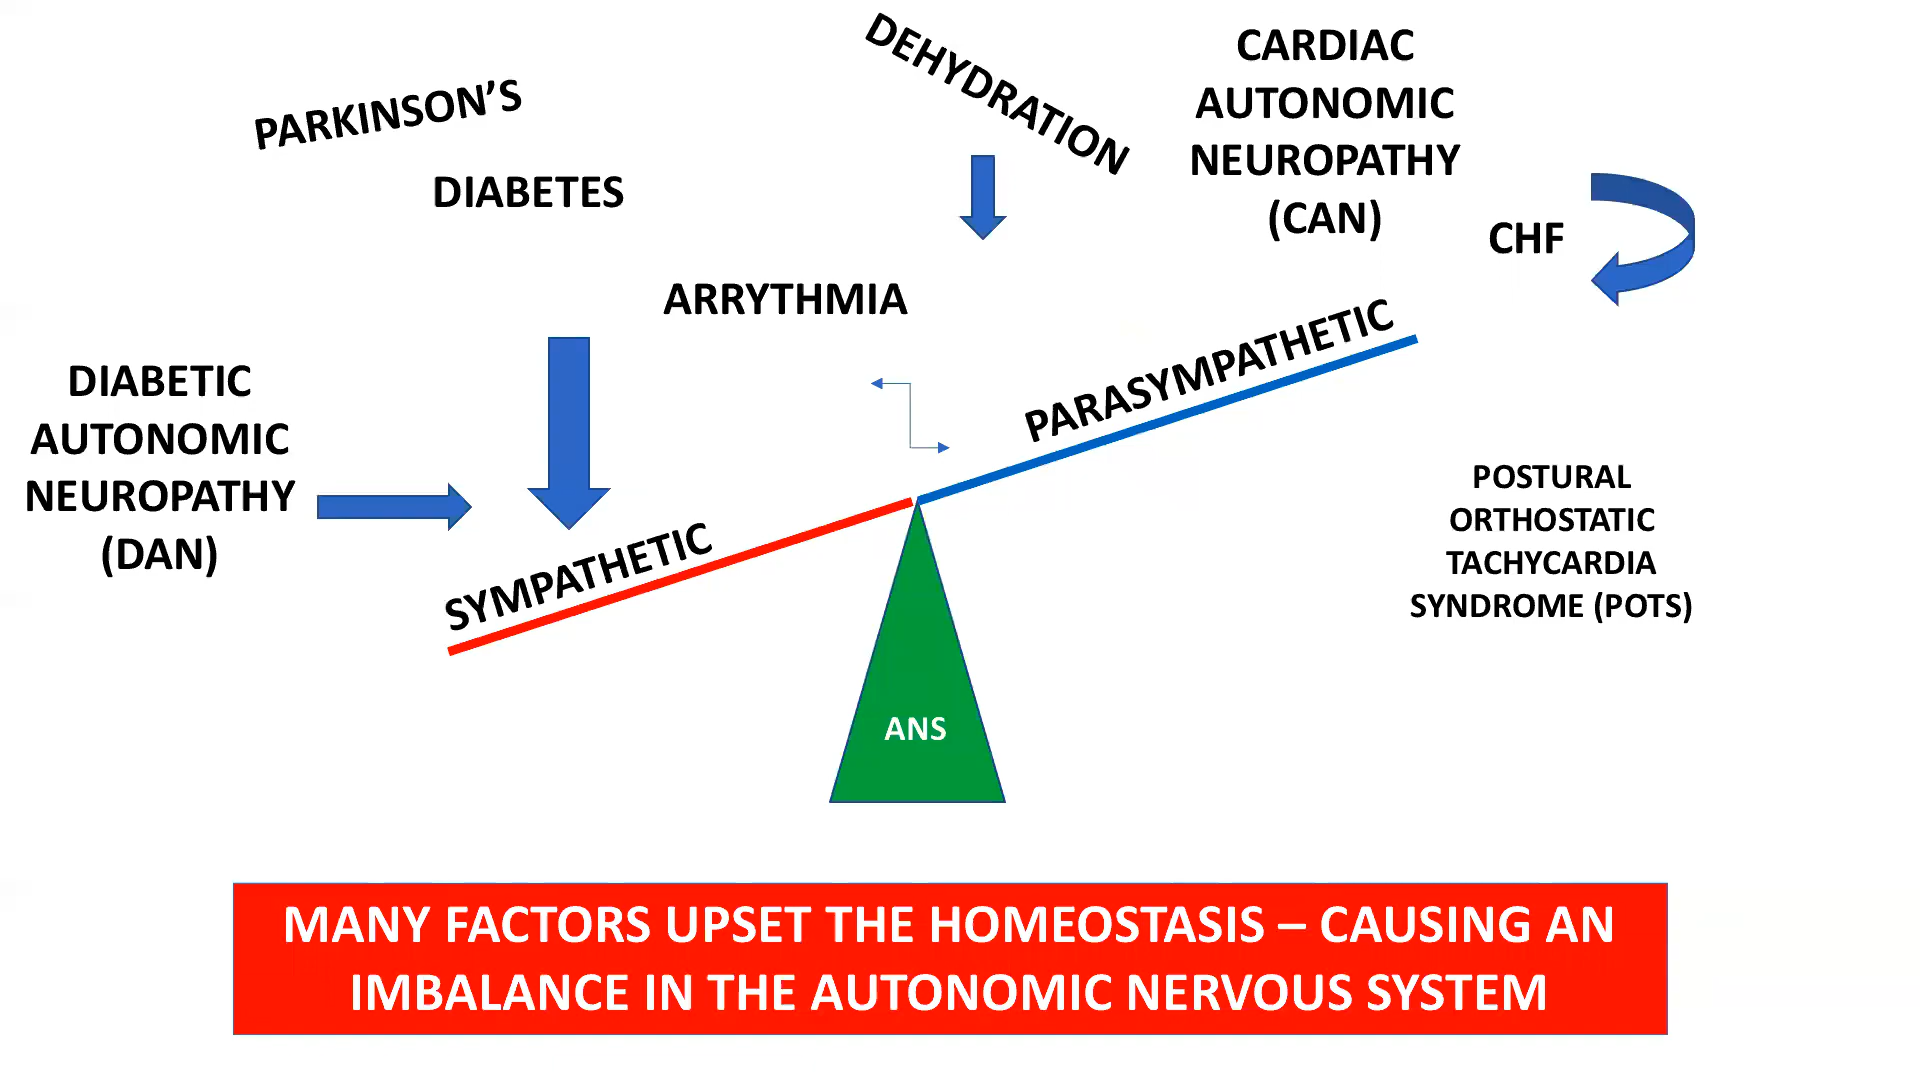 PARKINSON’S
DIABETES
DEHYDRATION
CARDIAC
AUTONOMIC
NEUROPATHY
(CAN)
CHF
ARRYTHMIA
DIABETIC
AUTONOMIC
NEUROPATHY
(DAN)
SYMPATHETIC
PARASYMPATHETIC
POSTURAL
ORTHOSTATIC
TACHYCARDIA
SYNDROME (POTS)
ANS
MANY FACTORS UPSET THE HOMEOSTASIS – CAUSING AN
IMBALANCE IN THE AUTONOMIC NERVOUS SYSTEM